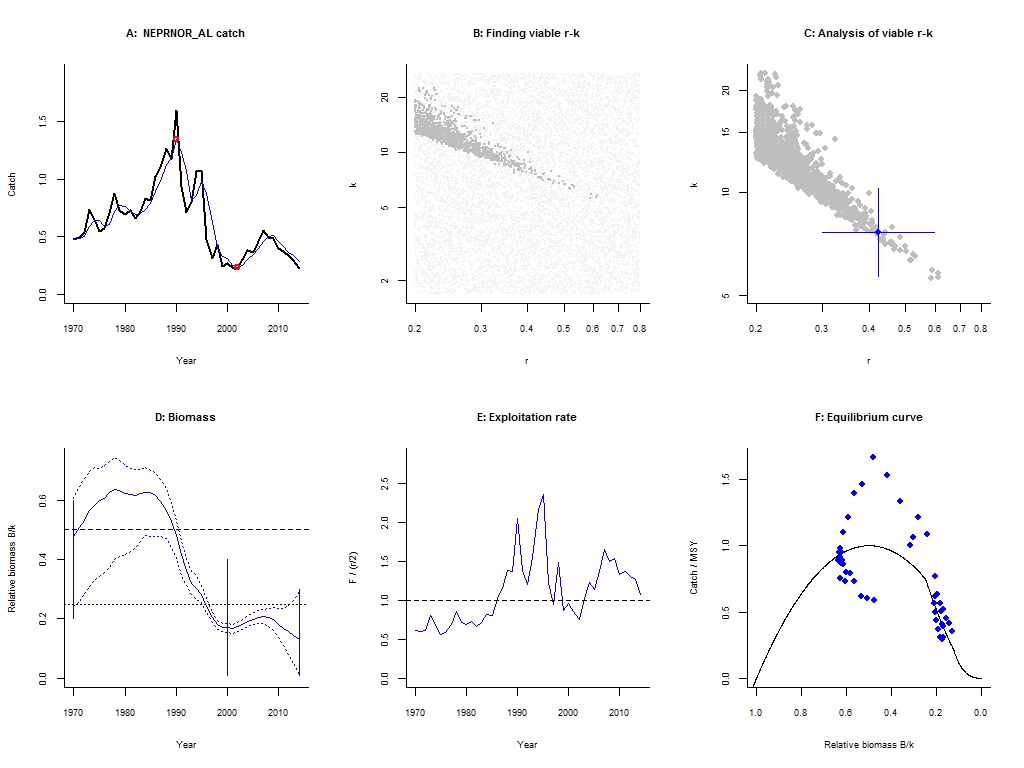 A: NEPRNOR_AL catch
B: Finding viable r-k
C: Analysis of viable r-k
Catch
0.0 0.5 1.0 1.5
1970 1980 1990 2000 2010
Year
k
2 5 10 20
0.2 0.3 0.4 0.5 0.6 0.7 0.8
r
k
5 10 15 20
0.2 0.3 0.4 0.5 0.6 0.7 0.8
r
D: Biomass
E: Exploitation rate
F: Equilibrium curve
Relative biomass B/k
0.0 0.2 0.4 0.6
1970 1980 1990 2000 2010
Year
F / (r/2)
0.0 0.5 1.0 1.5 2.0 2.5
1970 1980 1990 2000 2010
Year
Catch / MSY
0.0 0.5 1.0 1.5
1.0 0.8 0.6 0.4 0.2 0.0
Relative biomass B/k